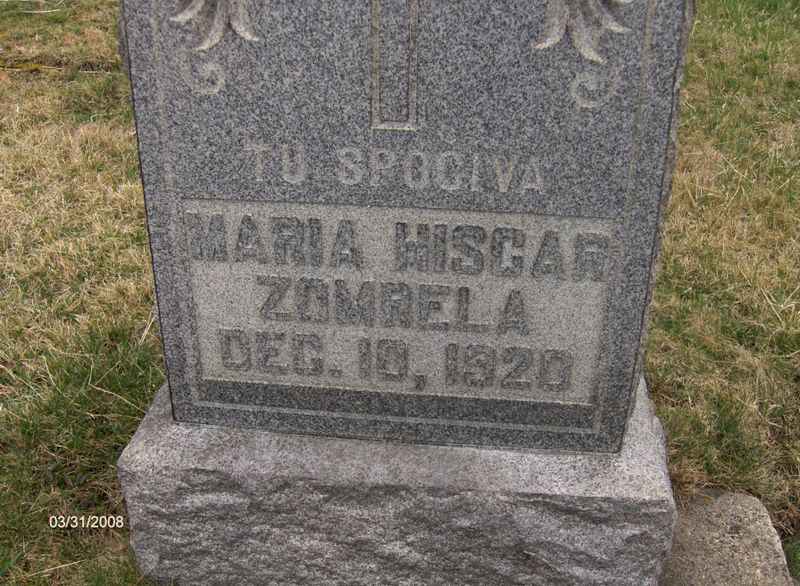 TU SPOCIVA
MARIA HISCAR
ZOMRELA
DEC. 10, 1920
03/31/2008